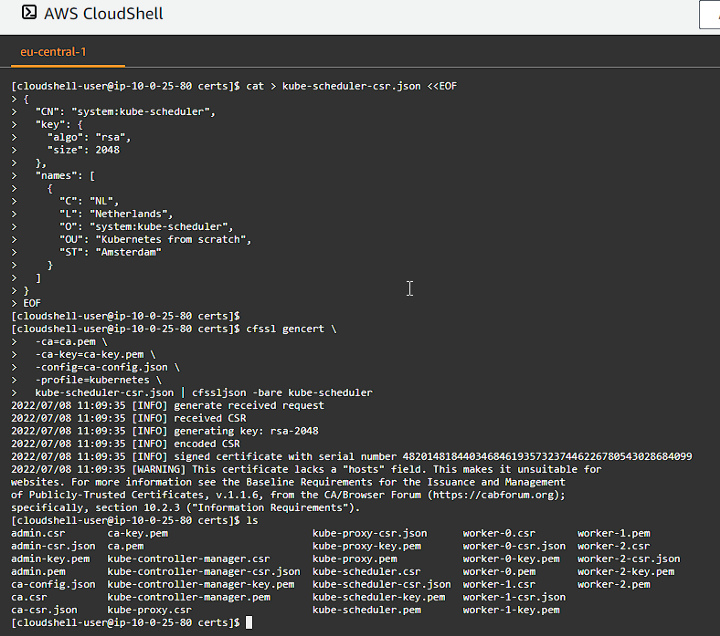 AWS CloudShell
eu-central-1
[cloudshell-user@ip-10-0-25-80 certs]$ cat > kube-scheduler-csr.json <<EOF
> {
>   "CN": "system:kube-scheduler",
>   "key": {
>     "algo": "rsa",
>     "size": 2048
>   },
>   "names": [
>     {
>       "C": "NL",
>       "L": "Netherlands",
>       "O": "system:kube-scheduler",
>       "OU": "Kubernetes from scratch",
>       "ST": "Amsterdam"
>     }
>   ]
> }
> EOF
[cloudshell-user@ip-10-0-25-80 certs]$
[cloudshell-user@ip-10-0-25-80 certs]$ cfssl gencert \
>   -ca=ca.pem \
>   -ca-key=ca-key.pem \
>   -config=ca-config.json \
>   -profile=kubernetes \
>   kube-scheduler-csr.json | cfssljson -bare kube-scheduler
2022/07/08 11:09:35 [INFO] generate received request
2022/07/08 11:09:35 [INFO] received CSR
2022/07/08 11:09:35 [INFO] generating key: rsa-2048
2022/07/08 11:09:35 [INFO] encoded CSR
2022/07/08 11:09:35 [INFO] signed certificate with serial number 482014818440346846193573237446226780543028684099
2022/07/08 11:09:35 [WARNING] This certificate lacks a "hosts" field. This makes it unsuitable for
websites. For more information see the Baseline Requirements for the Issuance and Management
of Publicly-Trusted Certificates, v.1.1.6, from the CA/Browser Forum (https://cabforum.org);
specifically, section 10.2.3 ("Information Requirements").
[cloudshell-user@ip-10-0-25-80 certs]$ ls
admin.csr ca-key.pem kube-proxy-csr.json worker-0.csr worker-1.pem
admin-csr.json ca.pem kube-proxy-key.pem worker-0-csr.json worker-2.csr
admin-key.pem kube-controller-manager.csr kube-proxy.pem worker-0-key.pem worker-2-csr.json
admin.pem kube-controller-manager-csr.json kube-scheduler.csr worker-0.pem worker-2-key.pem
ca-config.json kube-controller-manager-key.pem kube-scheduler-csr.json worker-1.csr worker-2.pem
ca.csr kube-controller-manager.pem kube-scheduler-key.pem worker-1-csr.json
ca-csr.json kube-proxy.csr kube-scheduler.pem worker-1-key.pem
[cloudshell-user@ip-10-0-25-80 certs]$